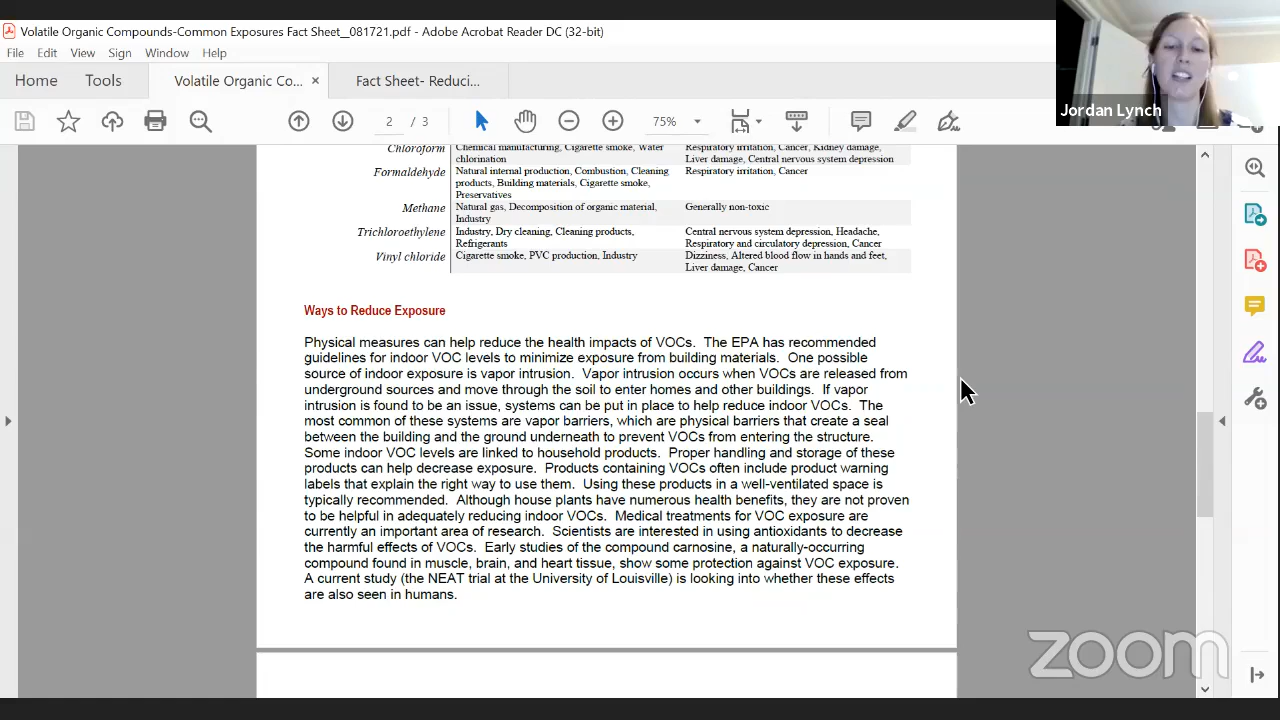 Volatile Organic Compounds-Common Exposures Fact Sheet_081721.pdf - Adobe Acrobat Reader DC (32-bit)
File Edit View Sign Window Help
Home Tools Volatile Organic Co... × Fact Sheet- Reduci...
2 / 3 75%
Jordan Lynch
Chloroform Chemical manufacturing, Cigarette smoke, Water Respiratory irritation, Cancer, Kidney damage,
chlorination Liver damage, Central nervous system depression
Formaldehyde Natural internal production, Combustion, Cleaning Respiratory irritation, Cancer
products, Building materials, Cigarette smoke,
Preservatives
Methane Natural gas, Decomposition of organic material, Generally non-toxic
Industry
Trichloroethylene Industry, Dry cleaning, Cleaning products, Central nervous system depression, Headache,
Refrigerants Respiratory and circulatory depression, Cancer
Vinyl chloride Cigarette smoke, PVC production, Industry Dizziness, Altered blood flow in hands and feet,
Liver damage, Cancer
Ways to Reduce Exposure
Physical measures can help reduce the health impacts of VOCs. The EPA has recommended
guidelines for indoor VOC levels to minimize exposure from building materials. One possible
source of indoor exposure is vapor intrusion. Vapor intrusion occurs when VOCs are released from
underground sources and move through the soil to enter homes and other buildings. If vapor
intrusion is found to be an issue, systems can be put in place to help reduce indoor VOCs. The
most common of these systems are vapor barriers, which are physical barriers that create a seal
between the building and the ground underneath to prevent VOCs from entering the structure.
Some indoor VOC levels are linked to household products. Proper handling and storage of these
products can help decrease exposure. Products containing VOCs often include product warning
labels that explain the right way to use them. Using these products in a well-ventilated space is
typically recommended. Although house plants have numerous health benefits, they are not proven
to be helpful in adequately reducing indoor VOCs. Medical treatments for VOC exposure are
currently an important area of research. Scientists are interested in using antioxidants to decrease
the harmful effects of VOCs. Early studies of the compound carnosine, a naturally-occurring
compound found in muscle, brain, and heart tissue, show some protection against VOC exposure.
A current study (the NEAT trial at the University of Louisville) is looking into whether these effects
are also seen in humans.
zoom